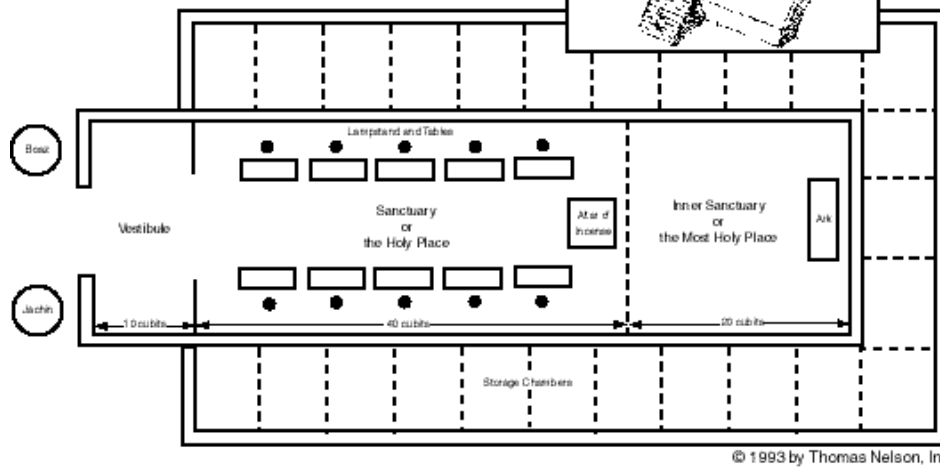 Lampstand and Tables
Boaz
Vestibule
Sanctuary
or
the Holy Place
Altar of
Incense
Inner Sanctuary
or
the Most Holy Place
Ark
Jachin
10 cubits
40 cubits
20 cubits
Storage Chambers
© 1993 by Thomas Nelson, In